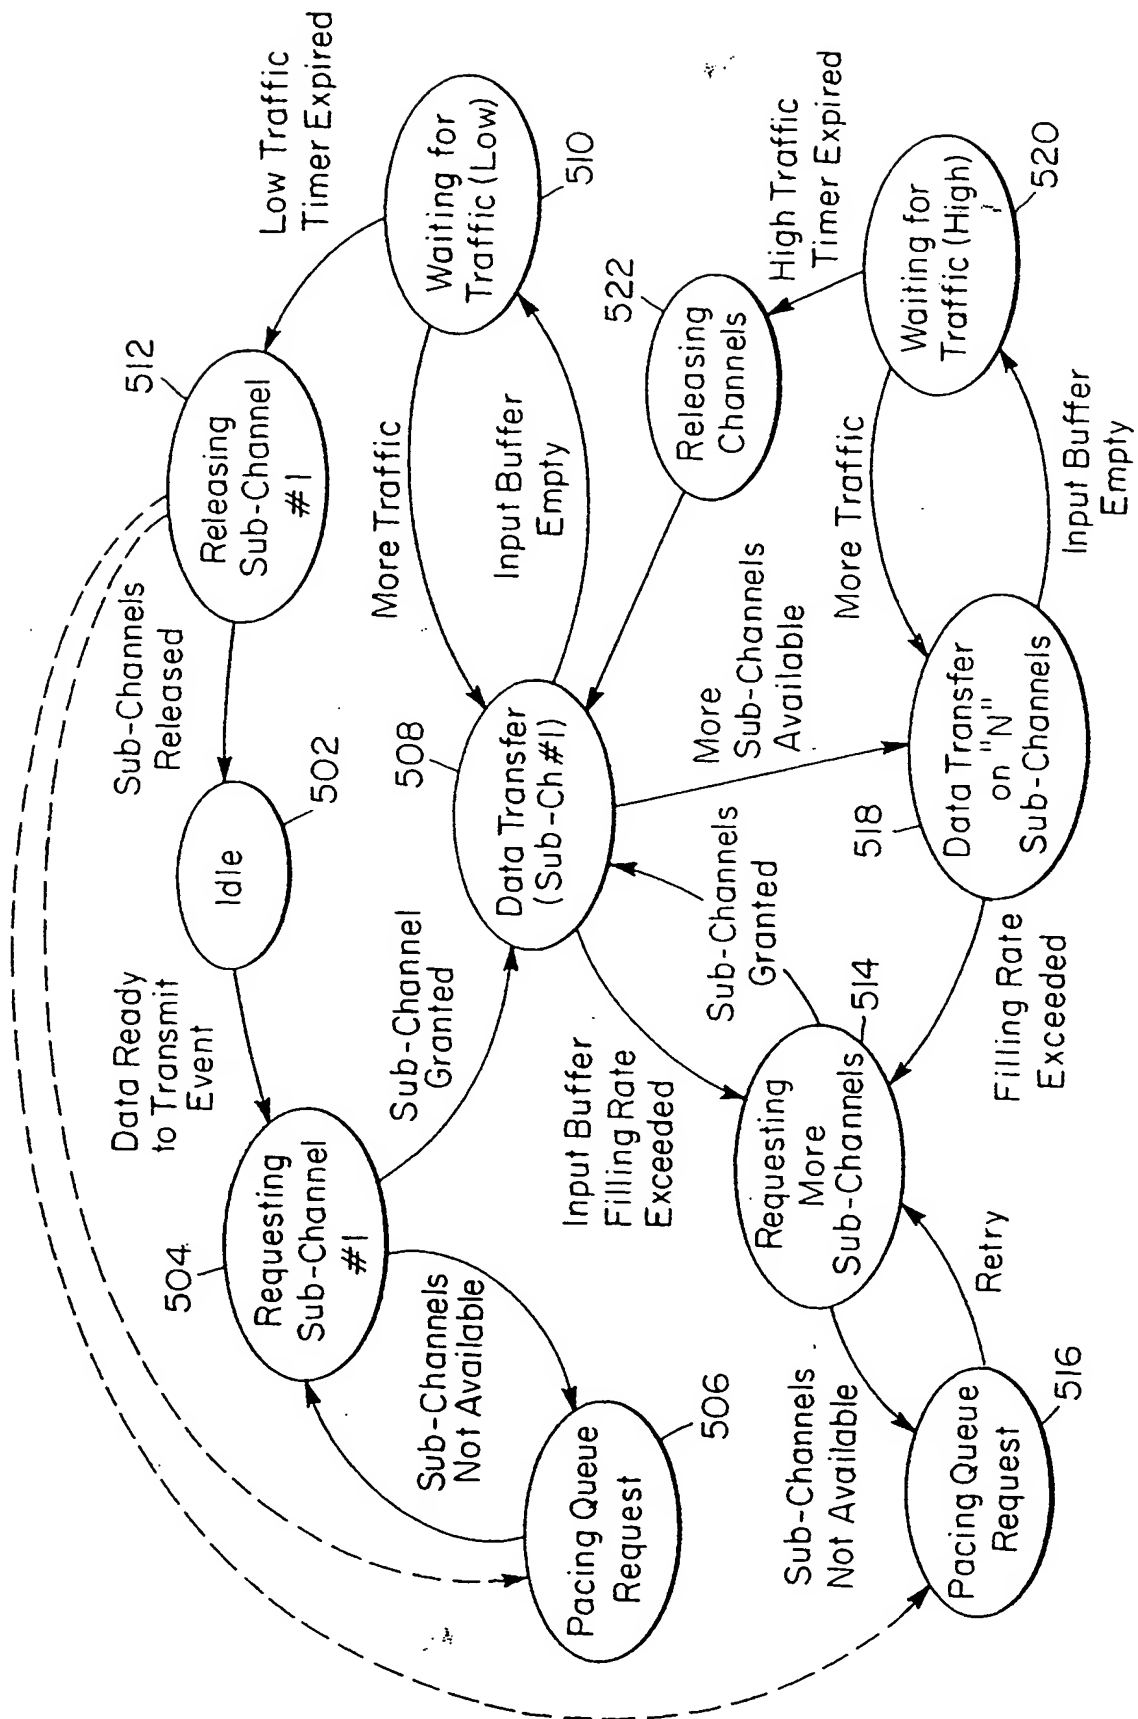 Data Ready
to Transmit
Event
Sub-Channels
Released
Low Traffic
Timer Expired
504
Requesting
Sub-Channel
#1
Idle
502
Releasing
Sub-Channel
#1
512
Sub-Channels
Not Available
Sub-Channel
Granted
508
More Traffic
Waiting for
Traffic (Low)
510
Pacing Queue
Request
506
Data Transfer
(Sub-Ch#1)
Input Buffer
Empty
Input Buffer
Filling Rate
Exceeded
Sub-Channel
Granted
More
Sub-Channels
Available
Releasing
Channels
522
High Traffic
Timer Expired
Sub-Channels
Not Available
Requesting
More
Sub-Channels
514
518
More Traffic
Waiting for
Traffic (High)
520
Pacing Queue
Request
516
Retry
Filling Rate
Exceeded
Data Transfer
on "N"
Sub-Channels
Input Buffer
Empty